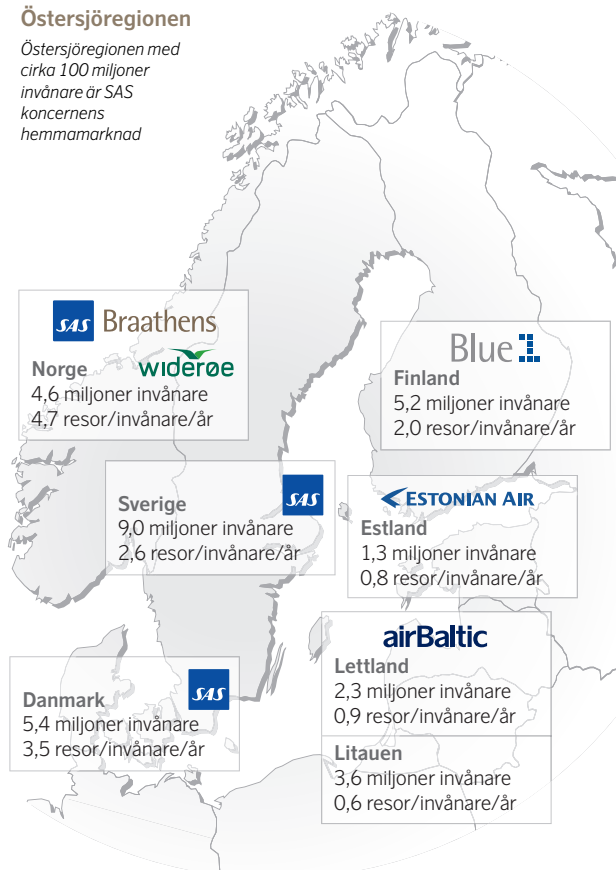 Östersjöregionen
Östersjöregionen med
cirka 100 miljoner
invånare är SAS
koncernens
hemmamarknad
SAS Braathens
widerøe
Norge
4,6 miljoner invånare
4,7 resor/invånare/år
Blue1
Finland
5,2 miljoner invånare
2,0 resor/invånare/år
SAS
Sverige
9,0 miljoner invånare
2,6 resor/invånare/år
ESTONIAN AIR
Estland
1,3 miljoner invånare
0,8 resor/invånare/år
airBaltic
Lettland
2,3 miljoner invånare
0,9 resor/invånare/år
Litauen
3,6 miljoner invånare
0,6 resor/invånare/år
SAS
Danmark
5,4 miljoner invånare
3,5 resor/invånare/år